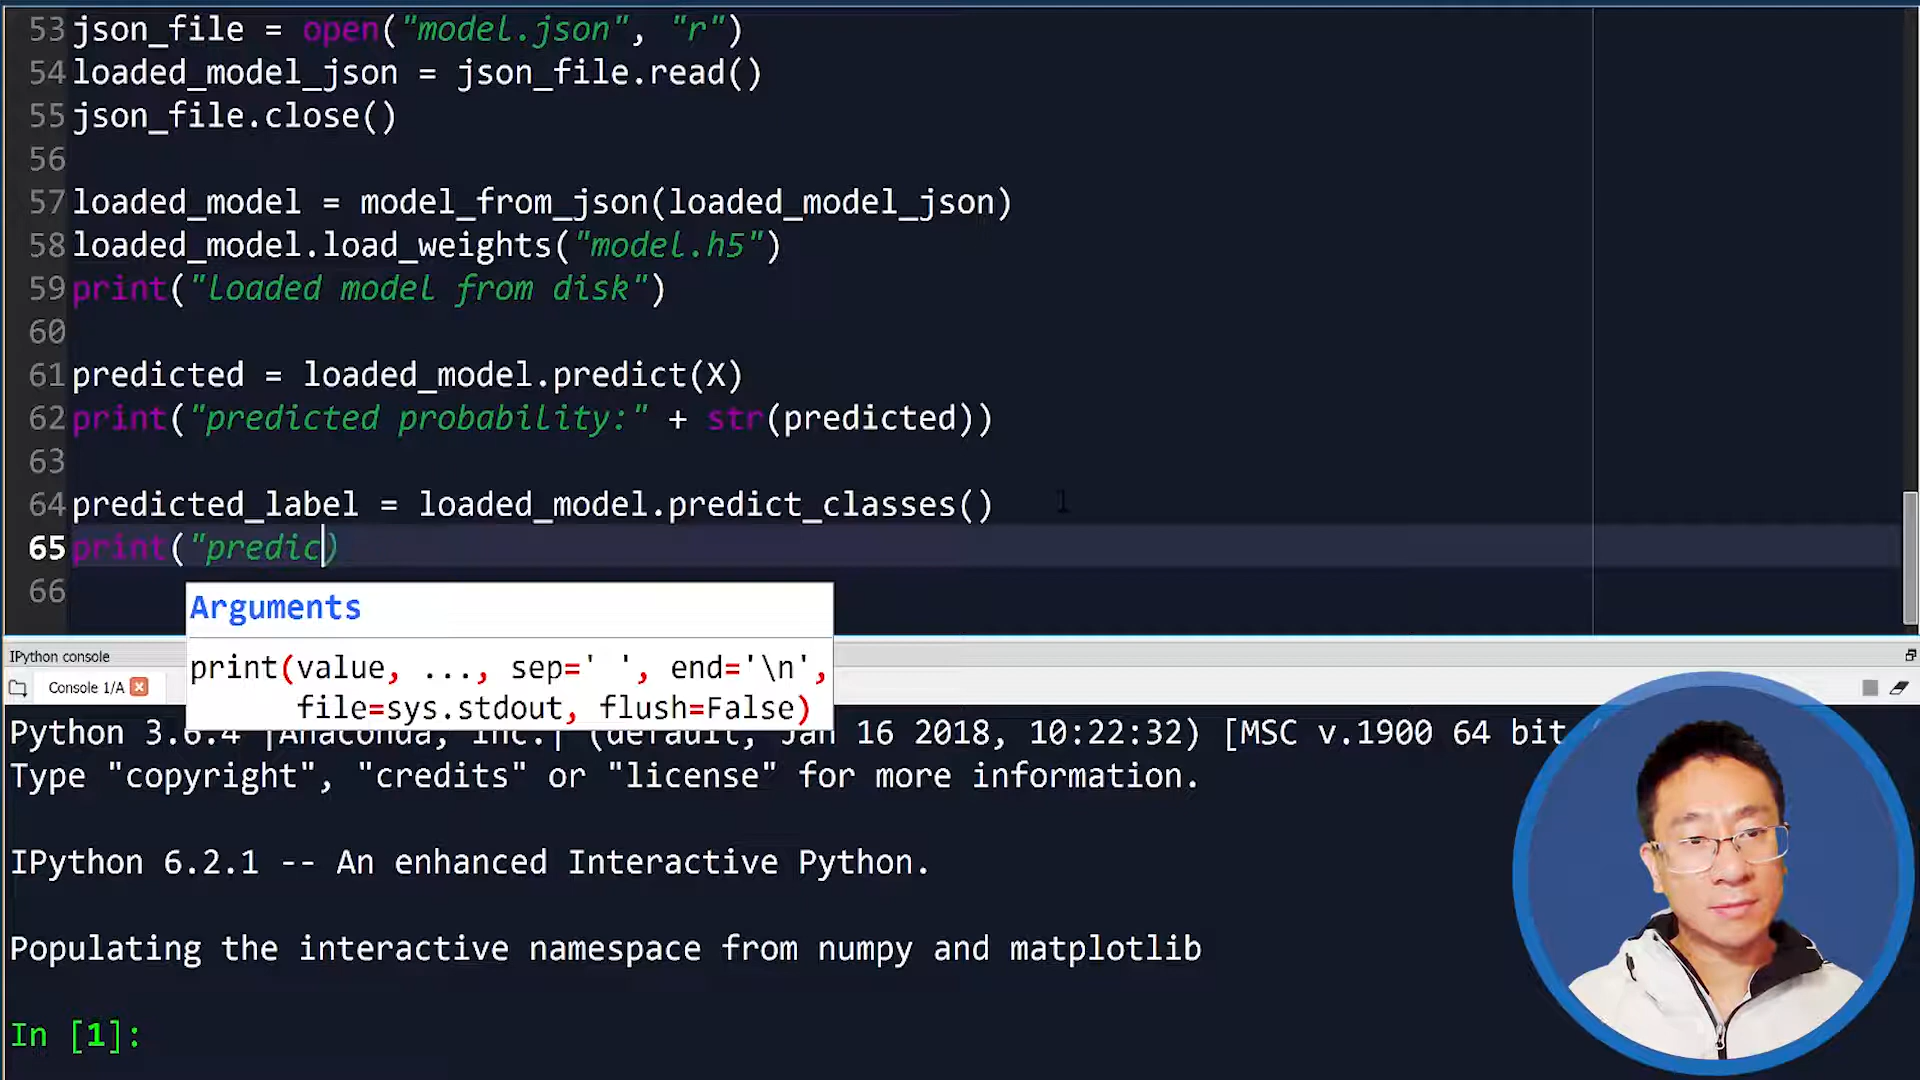 53 json_file = open("model.json", "r")
54 loaded_model_json = json_file.read()
55 json_file.close()
56
57 loaded_model = model_from_json(loaded_model_json)
58 loaded_model.load_weights("model.h5")
59 print("Loaded model from disk")
60
61 predicted = loaded_model.predict(X)
62 print("predicted probability:" + str(predicted))
63
64 predicted_label = loaded_model.predict_classes()
65 print("predic)
66
Arguments
print(value, ..., sep=' ', end='\n',
file=sys.stdout, flush=False)
IPython console
Console 1/A
Python 3.6.4 |Anaconda, Inc.| (default, Jan 16 2018, 10:22:32) [MSC v.1900 64 bit
Type "copyright", "credits" or "license" for more information.
IPython 6.2.1 -- An enhanced Interactive Python.
Populating the interactive namespace from numpy and matplotlib
In [1]: